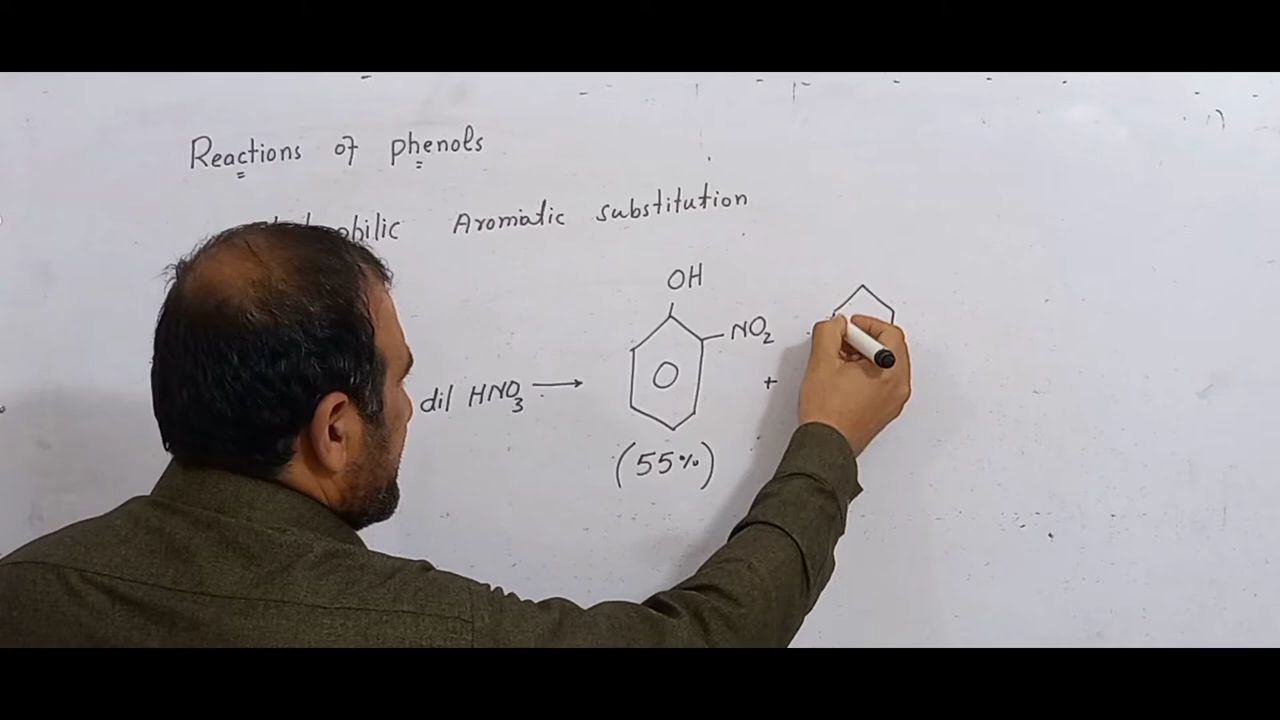 Reactions of phenols
Aromatic substitution
OH
NO2
dil HNO3 ⟶
+
(55%)